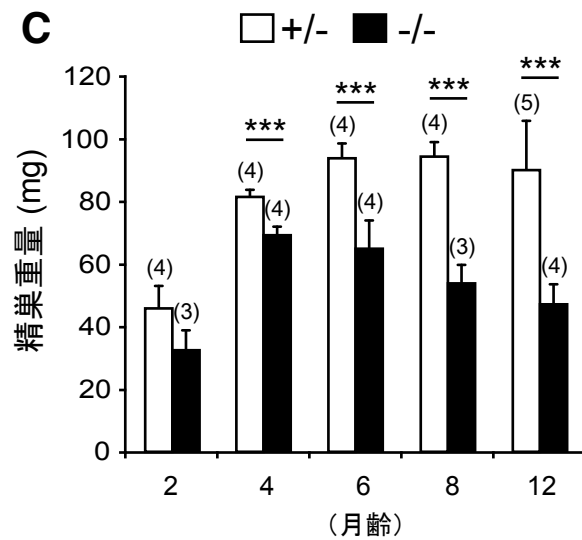 C
+/- -/-
120
100
80
60
40
20
0
精巣重量 (mg)
(4) (3)
*** (4) (4)
*** (4) (4)
*** (4) (3)
*** (5) (4)
2 4 6 8 12
（月齢）